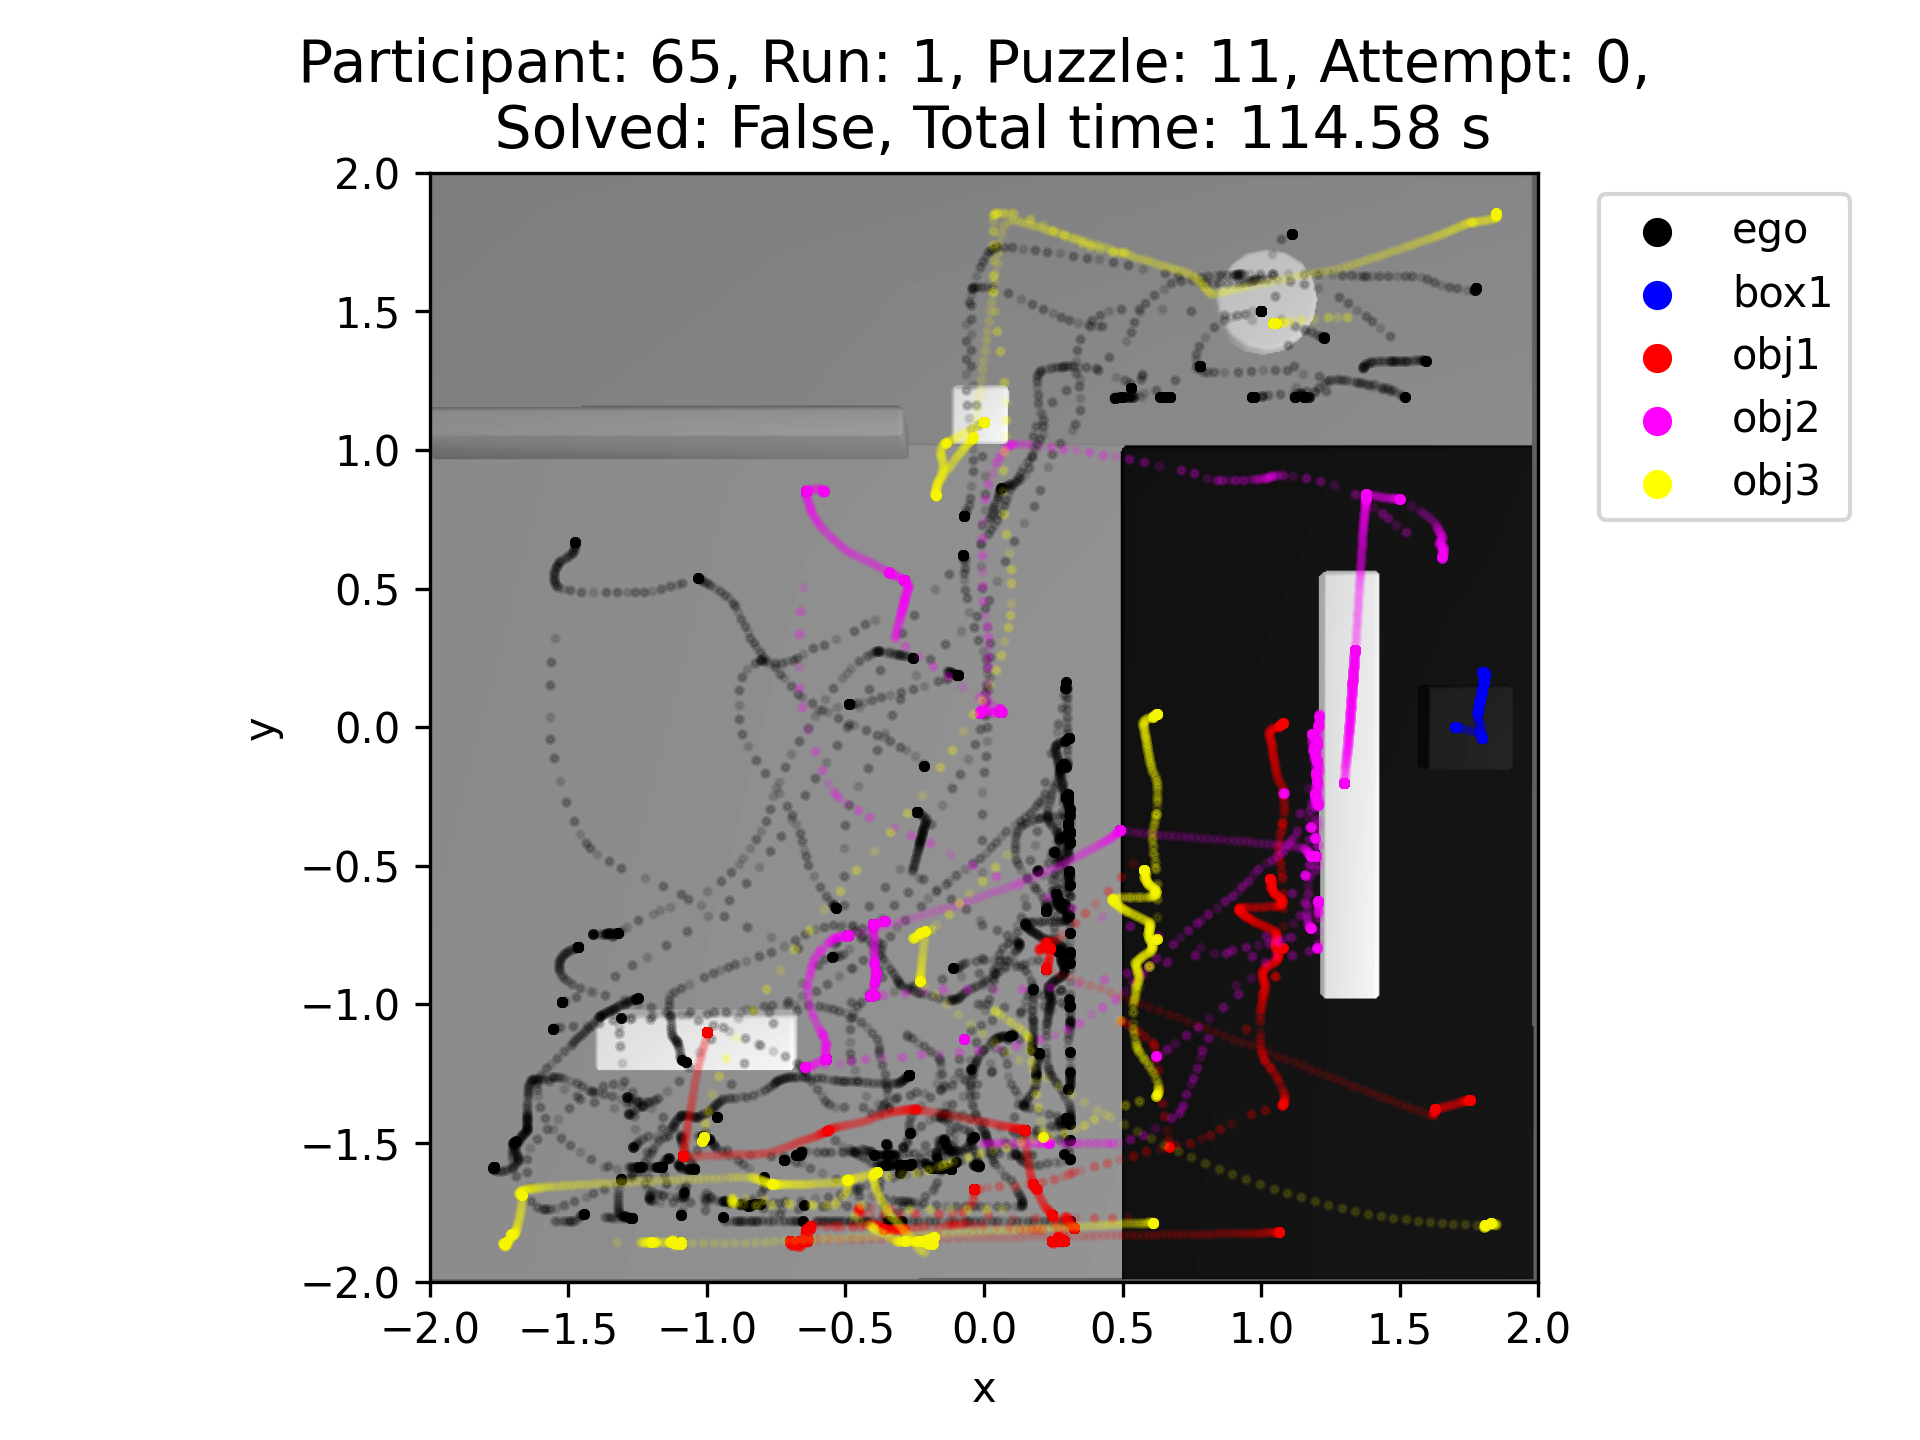 Participant: 65, Run: 1, Puzzle: 11, Attempt: 0,
Solved: False, Total time: 114.58 s
ego
box1
obj1
obj2
obj3
2.0
1.5
1.0
0.5
0.0
−0.5
−1.0
−1.5
−2.0
y
−2.0 −1.5 −1.0 −0.5 0.0 0.5 1.0 1.5 2.0
x